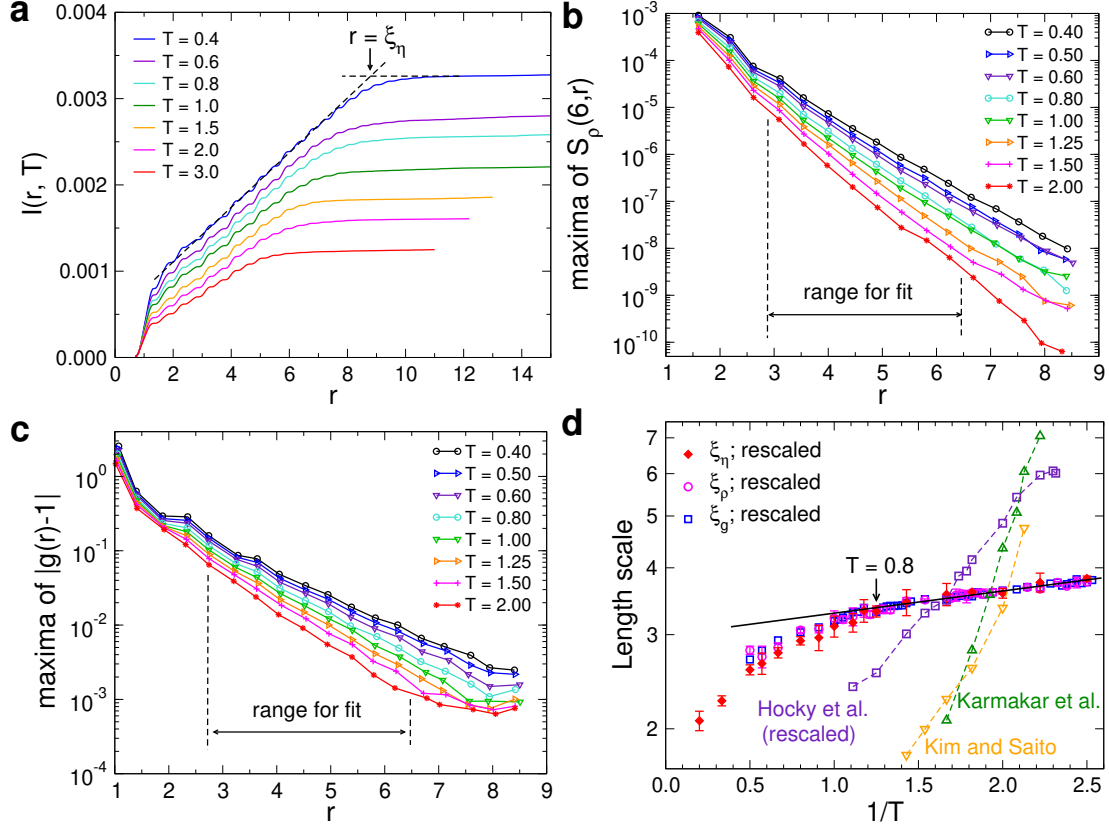 a
I(r, T)
0.004
0.003
0.002
0.001
0.000
T = 0.4
T = 0.6
T = 0.8
T = 1.0
T = 1.5
T = 2.0
T = 3.0
r = ξη
0 2 4 6 8 10 12 14
r
b
maxima of Sρ(6,r)
10-3
10-4
10-5
10-6
10-7
10-8
10-9
10-10
T = 0.40
T = 0.50
T = 0.60
T = 0.80
T = 1.00
T = 1.25
T = 1.50
T = 2.00
range for fit
1 2 3 4 5 6 7 8 9
r
c
maxima of |g(r)-1|
100
10-1
10-2
10-3
10-4
T = 0.40
T = 0.50
T = 0.60
T = 0.80
T = 1.00
T = 1.25
T = 1.50
T = 2.00
range for fit
1 2 3 4 5 6 7 8 9
r
d
Length scale
7
6
5
4
3
2
ξη; rescaled
ξρ; rescaled
ξg; rescaled
T = 0.8
Hocky et al.
(rescaled)
Karmakar et al.
Kim and Saito
0.0 0.5 1.0 1.5 2.0 2.5
1/T